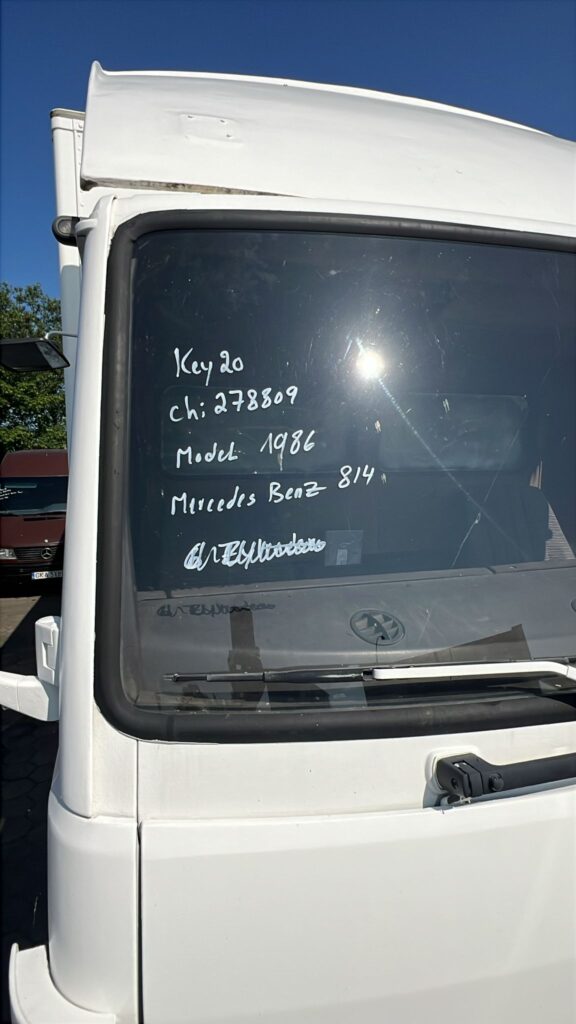 Key 20
ch: 278809
Model 1986
Mercedes Benz 814